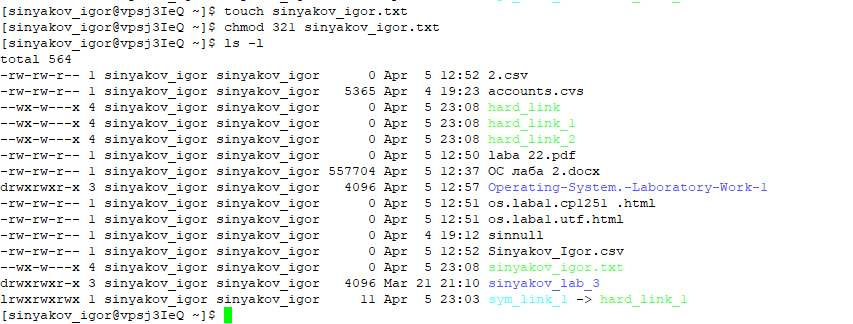 [sinyakov_igor@vpsj3IeQ ~]$ touch sinyakov_igor.txt
[sinyakov_igor@vpsj3IeQ ~]$ chmod 321 sinyakov_igor.txt
[sinyakov_igor@vpsj3IeQ ~]$ ls -l
total 564
-rw-rw-r-- 1 sinyakov_igor sinyakov_igor      0 Apr  5 12:52 2.csv
-rw-rw-r-- 1 sinyakov_igor sinyakov_igor   5365 Apr  4 19:23 accounts.cvs
--wx-w---x 4 sinyakov_igor sinyakov_igor      0 Apr  5 23:08 hard_link
--wx-w---x 4 sinyakov_igor sinyakov_igor      0 Apr  5 23:08 hard_link_1
--wx-w---x 4 sinyakov_igor sinyakov_igor      0 Apr  5 23:08 hard_link_2
-rw-rw-r-- 1 sinyakov_igor sinyakov_igor      0 Apr  5 12:50 laba 22.pdf
-rw-rw-r-- 1 sinyakov_igor sinyakov_igor 557704 Apr  5 12:37 ОС лаба 2.docx
drwxrwxr-x 3 sinyakov_igor sinyakov_igor   4096 Apr  5 12:57 Operating-System.-Laboratory-Work-1
-rw-rw-r-- 1 sinyakov_igor sinyakov_igor      0 Apr  5 12:51 os.laba1.cp1251 .html
-rw-rw-r-- 1 sinyakov_igor sinyakov_igor      0 Apr  5 12:51 os.laba1.utf.html
-rw-rw-r-- 1 sinyakov_igor sinyakov_igor      0 Apr  4 19:12 sinnull
-rw-rw-r-- 1 sinyakov_igor sinyakov_igor      0 Apr  5 12:52 Sinyakov_Igor.csv
--wx-w---x 4 sinyakov_igor sinyakov_igor      0 Apr  5 23:08 sinyakov_igor.txt
drwxrwxr-x 3 sinyakov_igor sinyakov_igor   4096 Mar 21 21:10 sinyakov_lab_3
lrwxrwxrwx 1 sinyakov_igor sinyakov_igor     11 Apr  5 23:03 sym_link_1 -> hard_link_1
[sinyakov_igor@vpsj3IeQ ~]$